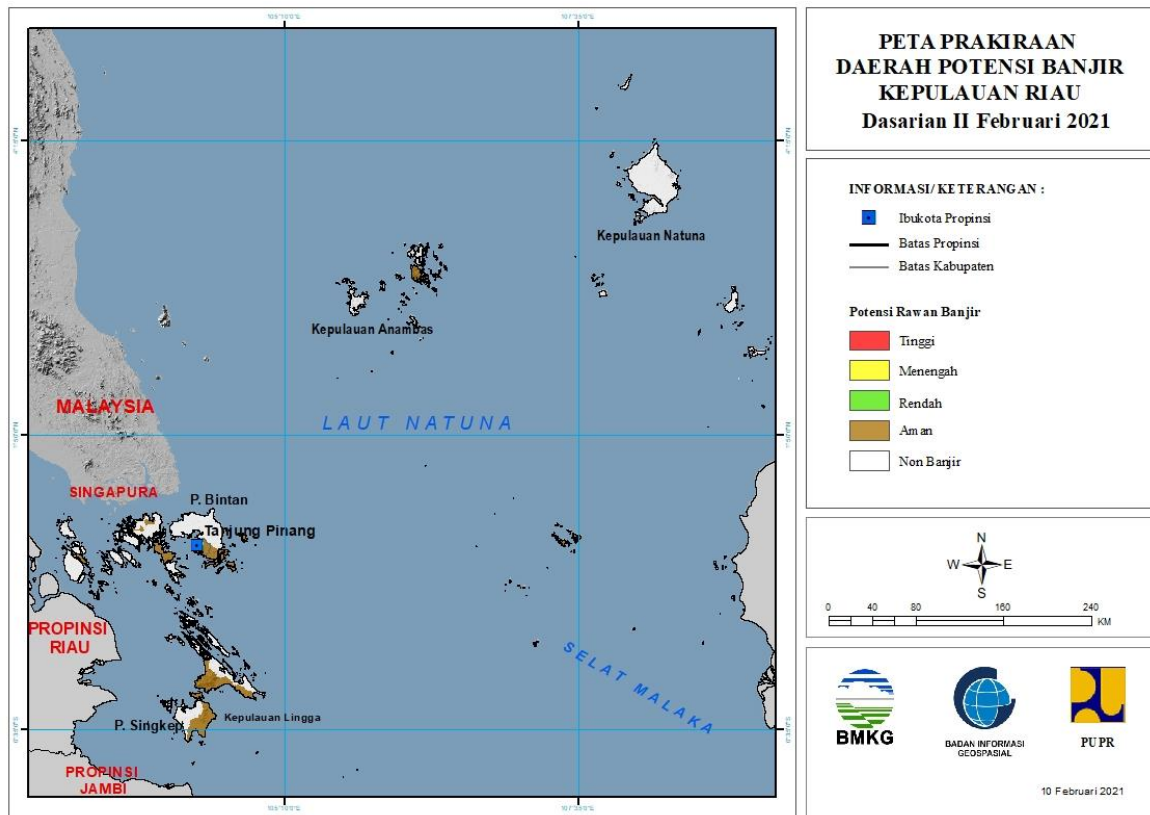 PETA PRAKIRAAN
DAERAH POTENSI BANJIR
KEPULAUAN RIAU
Dasarian II Februari 2021
INFORMASI/ KETERANGAN :
Ibukota Propinsi
Batas Propinsi
Batas Kabupaten
Potensi Rawan Banjir
Tinggi
Menengah
Rendah
Aman
Non Banjir
N
W E
S
0 40 80 160 240
KM
BMKG
BADAN INFORMASI
GEOSPASIAL
PUPR
10 Februari 2021
Kepulauan Natuna
Kepulauan Anambas
MALAYSIA
LAUT NATUNA
SINGAPURA
P. Bintan
Tanjung Pinang
PROPINSI
RIAU
SELAT MALAKA
P. Singkep
Kepulauan Lingga
PROPINSI
JAMBI